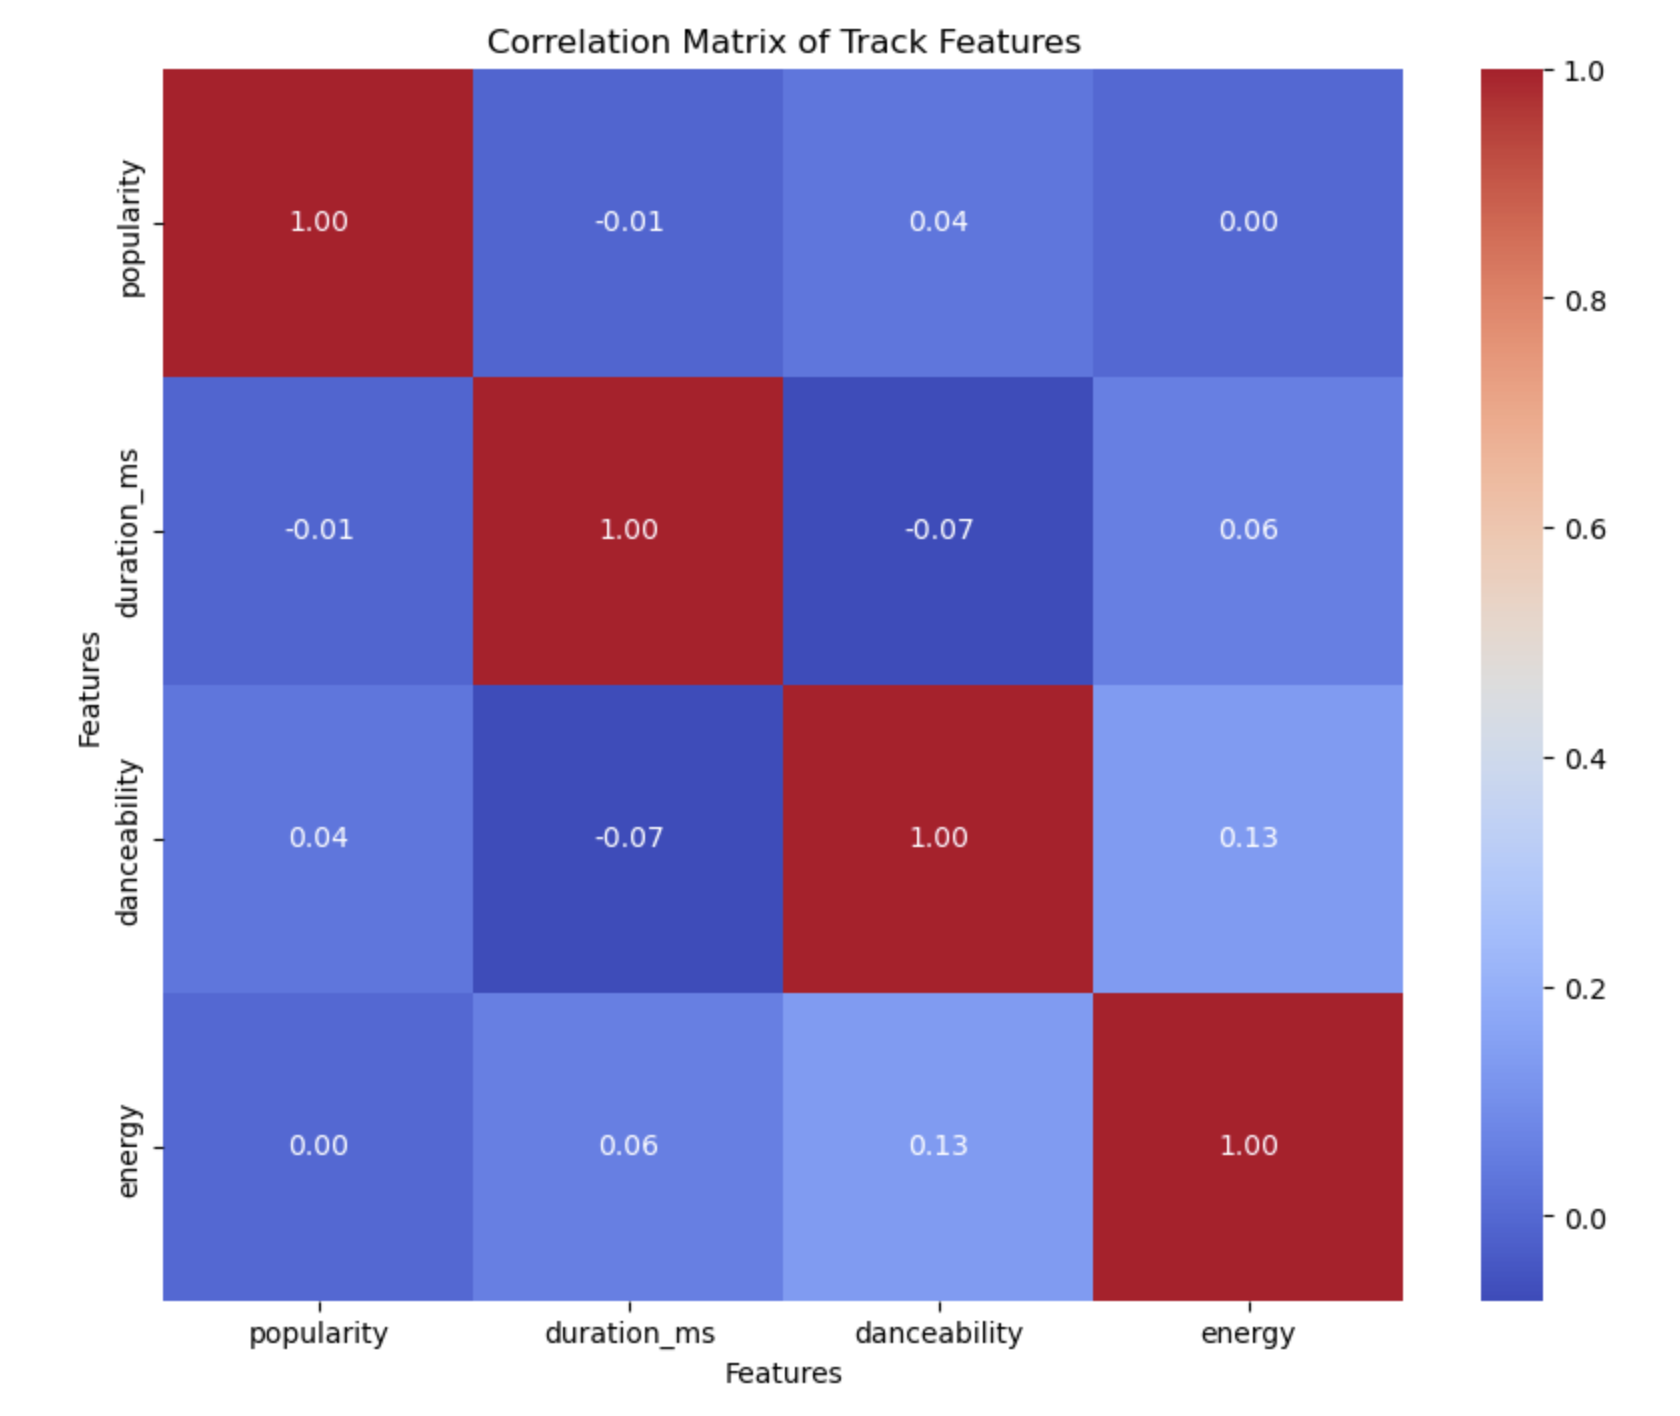 Correlation Matrix of Track Features
1.00 -0.01 0.04 0.00
-0.01 1.00 -0.07 0.06
0.04 -0.07 1.00 0.13
0.00 0.06 0.13 1.00
popularity
duration_ms
danceability
energy
Features
popularity duration_ms danceability energy
Features
1.0
0.8
0.6
0.4
0.2
0.0